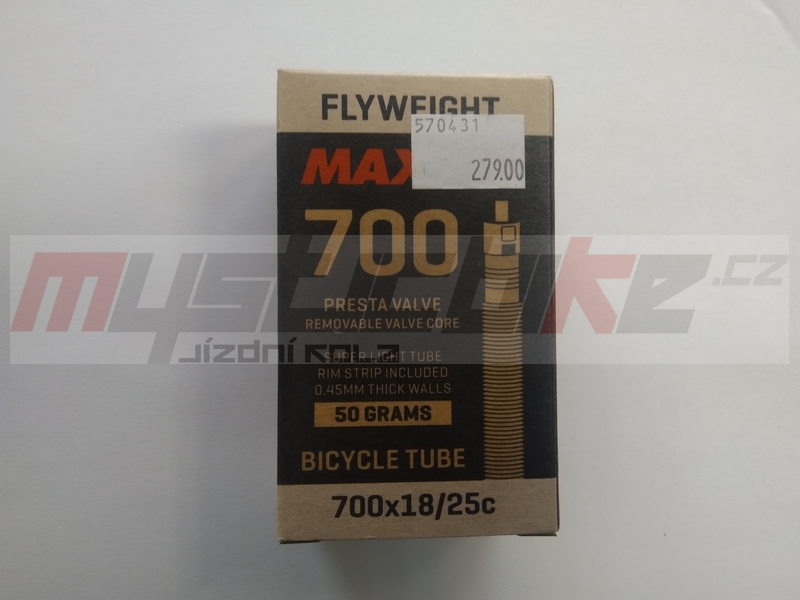 FLYWEIGHT
570431
279.00
MAX
700
mysticbike.cz
Jízdní kola
PRESTA VALVE
REMOVABLE VALVE CORE
SUPER LIGHT TUBE
RIM STRIP INCLUDED
0.45MM THICK WALLS
50 GRAMS
BICYCLE TUBE
700x18/25c